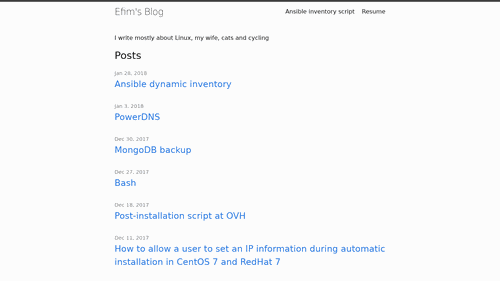 Efim's Blog
Ansible inventory script Resume
I write mostly about Linux, my wife, cats and cycling
Posts
Jan 28, 2018
Ansible dynamic inventory
Jan 3, 2018
PowerDNS
Dec 30, 2017
MongoDB backup
Dec 27, 2017
Bash
Dec 18, 2017
Post-installation script at OVH
Dec 11, 2017
How to allow a user to set an IP information during automatic
installation in CentOS 7 and RedHat 7